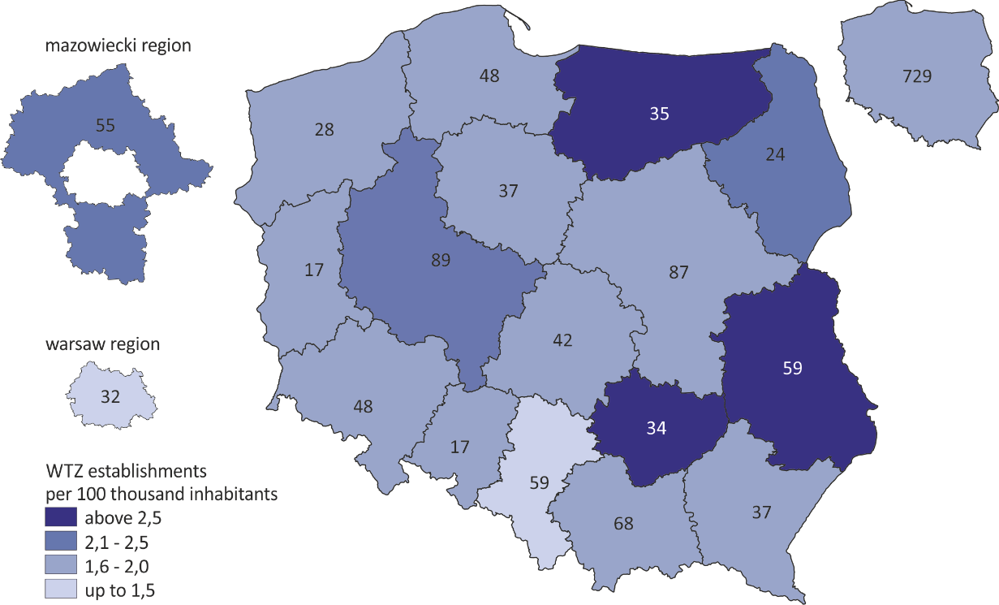 mazowiecki region
55
warsaw region
32
WTZ establishments
per 100 thousand inhabitants
above 2,5
2,1 - 2,5
1,6 - 2,0
up to 1,5
48
729
28
35
24
37
17
89
87
42
59
48
34
17
59
37
68